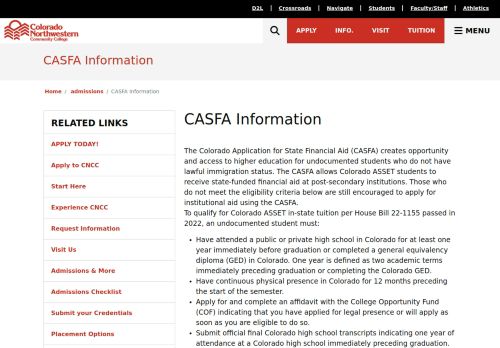 D2L | Crossroads | Navigate | Students | Faculty/Staff | Athletics
Colorado
Northwestern
Community College
APPLY INFO. VISIT TUITION MENU
CASFA Information
Home / admissions / CASFA Information
RELATED LINKS
APPLY TODAY!
Apply to CNCC
Start Here
Experience CNCC
Request Information
Visit Us
Admissions & More
Admissions Checklist
Submit your Credentials
Placement Options
CASFA Information
The Colorado Application for State Financial Aid (CASFA) creates opportunity
and access to higher education for undocumented students who do not have
lawful immigration status. The CASFA allows Colorado ASSET students to
receive state-funded financial aid at post-secondary institutions. Those who
do not meet the eligibility criteria below are still encouraged to apply for
institutional aid using the CASFA.
To qualify for Colorado ASSET in-state tuition per House Bill 22-1155 passed in
2022, an undocumented student must:
• Have attended a public or private high school in Colorado for at least one
year immediately before graduation or completed a general equivalency
diploma (GED) in Colorado. One year is defined as two academic terms
immediately preceding graduation or completing the Colorado GED.
• Have continuous physical presence in Colorado for 12 months preceding
the start of the semester.
• Apply for and complete an affidavit with the College Opportunity Fund
(COF) indicating that you have applied for legal presence or will apply as
soon as you are eligible to do so.
• Submit official final Colorado high school transcripts indicating one year of
attendance at a Colorado high school immediately preceding graduation.